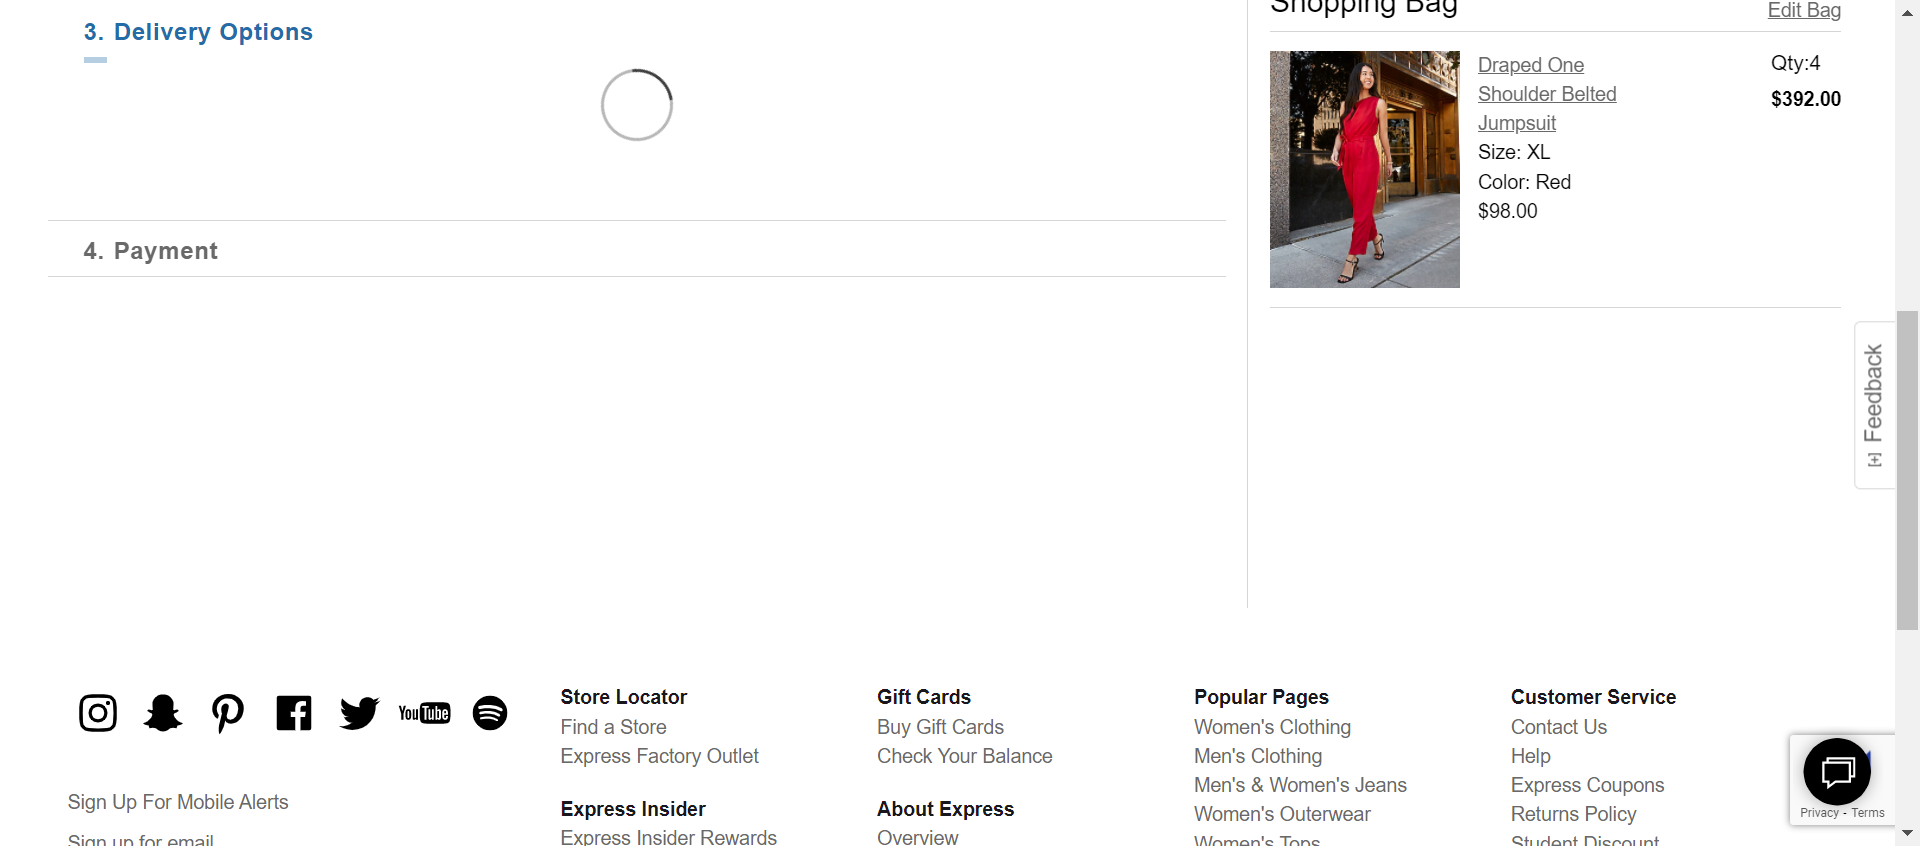 3. Delivery Options
4. Payment
Shopping Bag
Edit Bag
Draped One
Shoulder Belted
Jumpsuit
Size: XL
Color: Red
$98.00
Qty:4
$392.00
[+] Feedback
YouTube
Sign Up For Mobile Alerts
Sign up for email
Store Locator
Find a Store
Express Factory Outlet
Express Insider
Express Insider Rewards
Gift Cards
Buy Gift Cards
Check Your Balance
About Express
Overview
Popular Pages
Women's Clothing
Men's Clothing
Men's & Women's Jeans
Women's Outerwear
Women's Tops
Customer Service
Contact Us
Help
Express Coupons
Returns Policy
Student Discount
Privacy - Terms